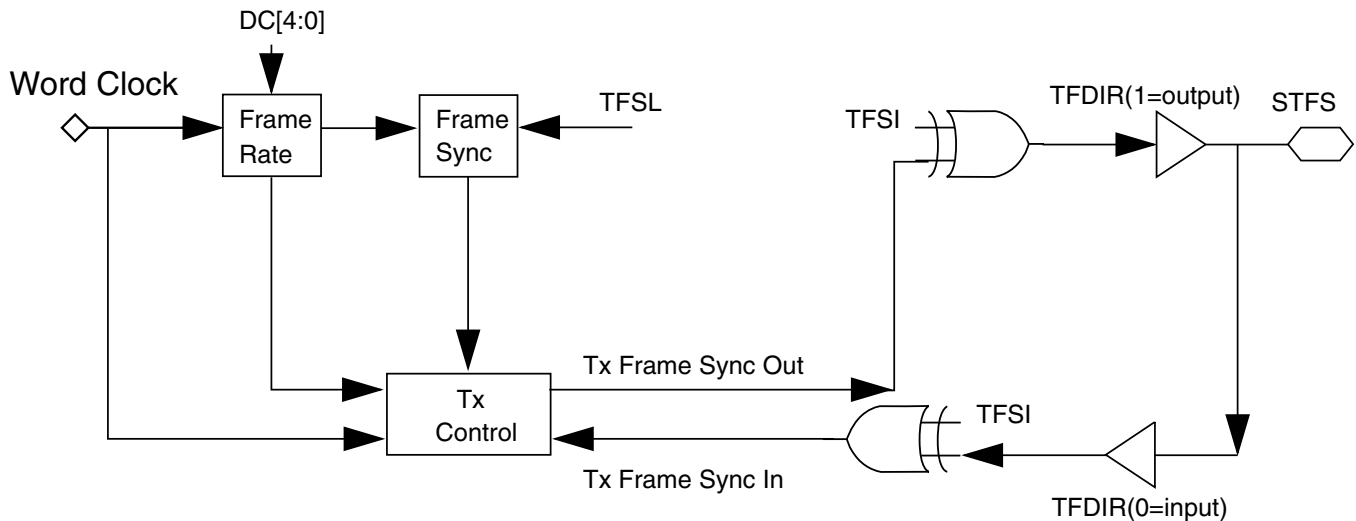 DC[4:0]
Word Clock
Frame
Rate
Frame
Sync
TFSL
TFSI
TFDIR(1=output)
STFS
Tx
Control
Tx Frame Sync Out
TFSI
Tx Frame Sync In
TFDIR(0=input)